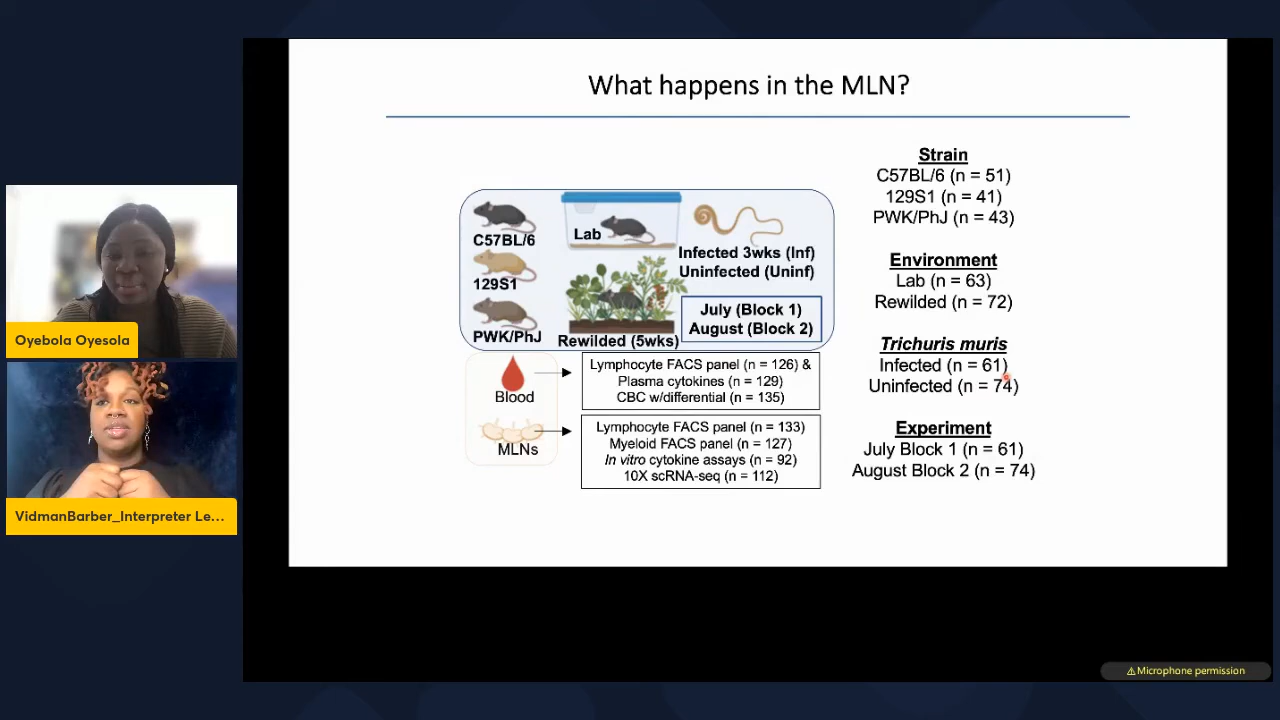 What happens in the MLN?
C57BL/6
129S1
PWK/PhJ
Lab
Rewilded (5wks)
Infected 3wks (Inf)
Uninfected (Uninf)
July (Block 1)
August (Block 2)
Blood
Lymphocyte FACS panel (n = 126) &
Plasma cytokines (n = 129)
CBC w/differential (n = 135)
MLNs
Lymphocyte FACS panel (n = 133)
Myeloid FACS panel (n = 127)
In vitro cytokine assays (n = 92)
10X scRNA-seq (n = 112)
Strain
C57BL/6 (n = 51)
129S1 (n = 41)
PWK/PhJ (n = 43)
Environment
Lab (n = 63)
Rewilded (n = 72)
Trichuris muris
Infected (n = 61)
Uninfected (n = 74)
Experiment
July Block 1 (n = 61)
August Block 2 (n = 74)
Oyebola Oyesola
VidmanBarber_Interpreter Le...
⚠Microphone permission